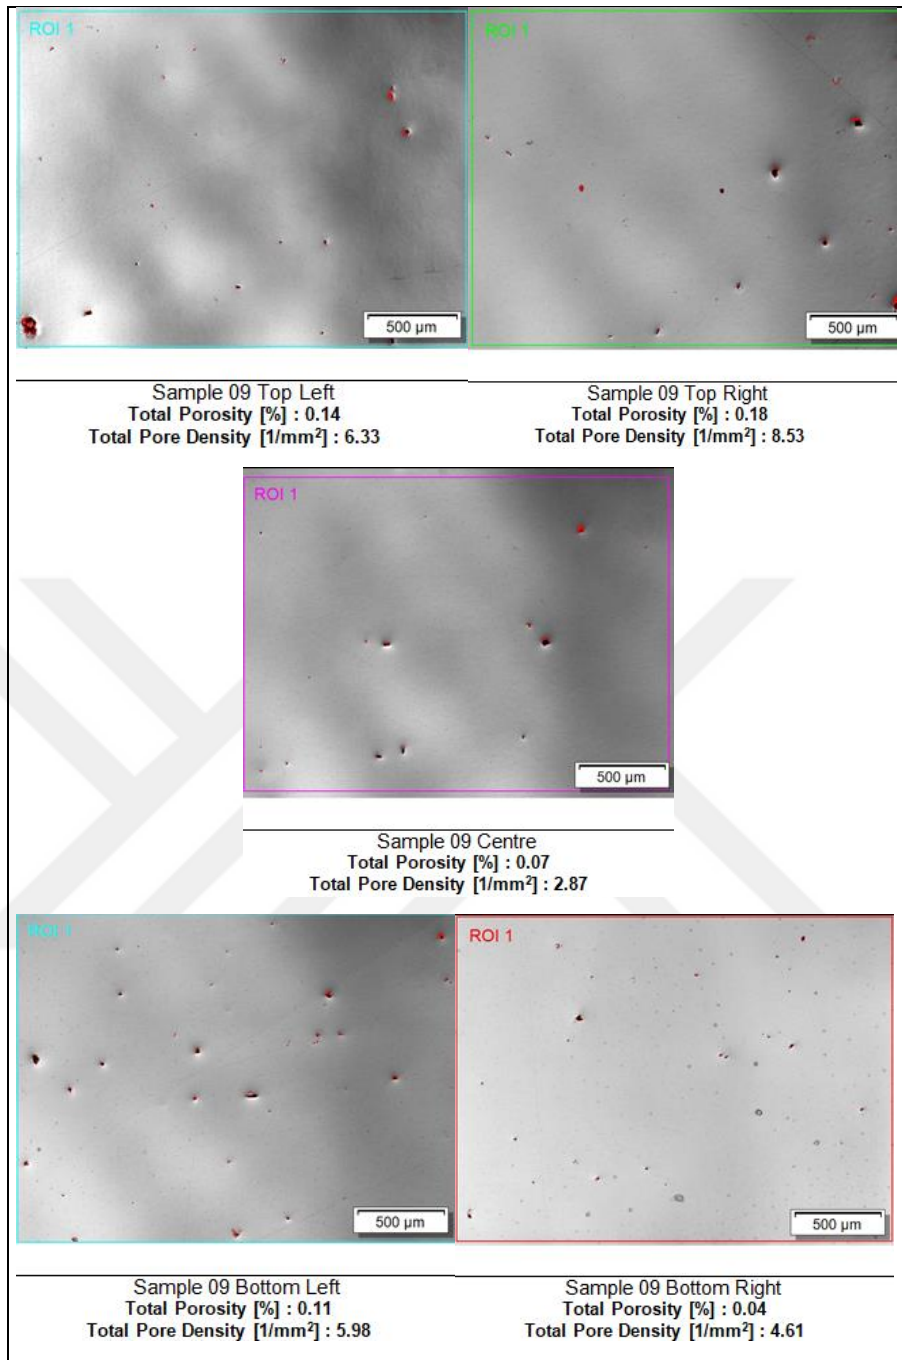 ROI 1
ROI 1
500 µm
500 µm
Sample 09 Top Left
Total Porosity [%] : 0.14
Total Pore Density [1/mm²] : 6.33
Sample 09 Top Right
Total Porosity [%] : 0.18
Total Pore Density [1/mm²] : 8.53
ROI 1
500 µm
Sample 09 Centre
Total Porosity [%] : 0.07
Total Pore Density [1/mm²] : 2.87
ROI 1
ROI 1
500 µm
500 µm
Sample 09 Bottom Left
Total Porosity [%] : 0.11
Total Pore Density [1/mm²] : 5.98
Sample 09 Bottom Right
Total Porosity [%] : 0.04
Total Pore Density [1/mm²] : 4.61